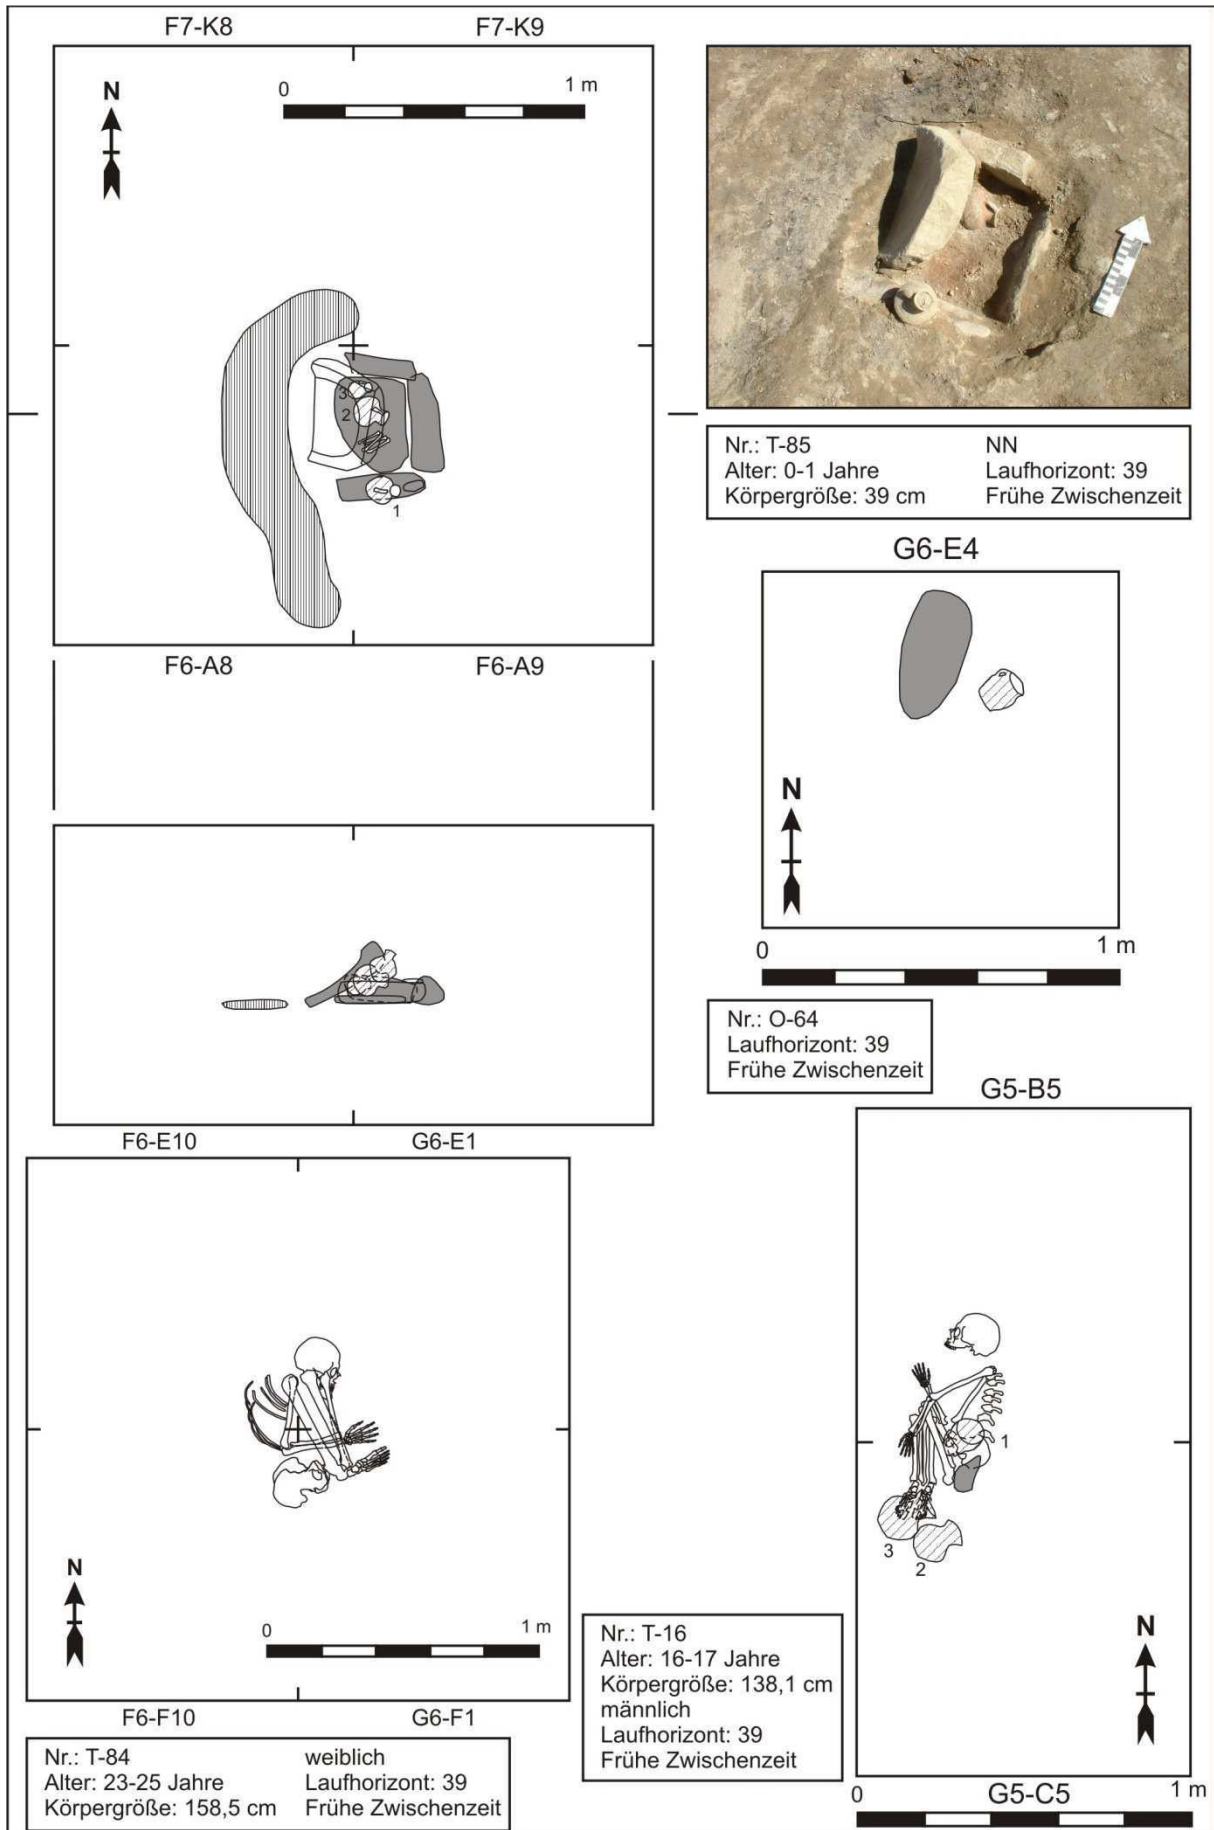 F7-K8 F7-K9
N
0 1 m
3
2
1
F6-A8 F6-A9
Nr.: T-85 NN
Alter: 0-1 Jahre Laufhorizont: 39
Körpergröße: 39 cm Frühe Zwischenzeit
G6-E4
N
0 1 m
Nr.: O-64
Laufhorizont: 39
Frühe Zwischenzeit
F6-E10 G6-E1
N
0 1 m
F6-F10 G6-F1
Nr.: T-84 weiblich
Alter: 23-25 Jahre Laufhorizont: 39
Körpergröße: 158,5 cm Frühe Zwischenzeit
G5-B5
1
3
2
N
Nr.: T-16
Alter: 16-17 Jahre
Körpergröße: 138,1 cm
männlich
Laufhorizont: 39
Frühe Zwischenzeit
0 G5-C5 1 m